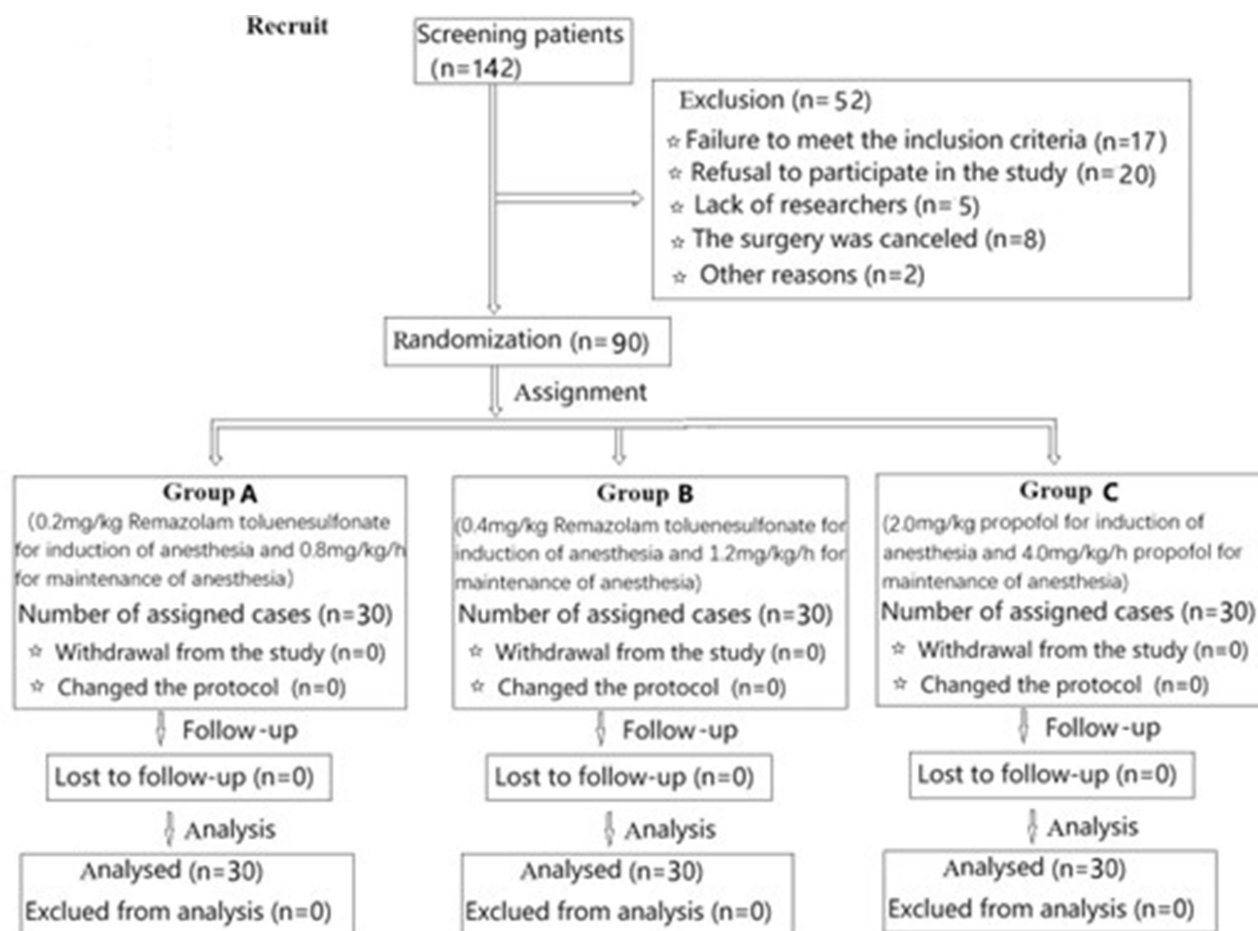 Recruit
Screening patients
(n=142)
Exclusion (n= 52)
☆ Failure to meet the inclusion criteria (n=17)
☆ Refusal to participate in the study (n= 20)
☆ Lack of researchers (n= 5)
☆ The surgery was canceled (n=8)
☆ Other reasons (n=2)
Randomization (n= 90)
Assignment
Group A
(0.2mg/kg Remazolam toluenesulfonate
for induction of anesthesia and 0.8mg/kg/h
for maintenance of anesthesia)
Number of assigned cases (n=30)
☆ Withdrawal from the study (n=0)
☆ Changed the protocol (n=0)
Follow-up
Lost to follow-up (n=0)
Analysis
Analysed (n=30)
Exclued from analysis (n=0)
Group B
(0.4mg/kg Remazolam toluenesulfonate for
induction of anesthesia and 1.2mg/kg/h for
maintenance of anesthesia)
Number of assigned cases (n=30)
☆ Withdrawal from the study (n=0)
☆ Changed the protocol (n=0)
Follow-up
Lost to follow-up (n=0)
Analysis
Analysed (n=30)
Exclued from analysis (n=0)
Group C
(2.0mg/kg propofol for induction of
anesthesia and 4.0mg/kg/h propofol for
maintenance of anesthesia)
Number of assigned cases (n=30)
☆ Withdrawal from the study (n=0)
☆ Changed the protocol (n=0)
Follow-up
Lost to follow-up (n=0)
Analysis
Analysed (n=30)
Exclued from analysis (n=0)